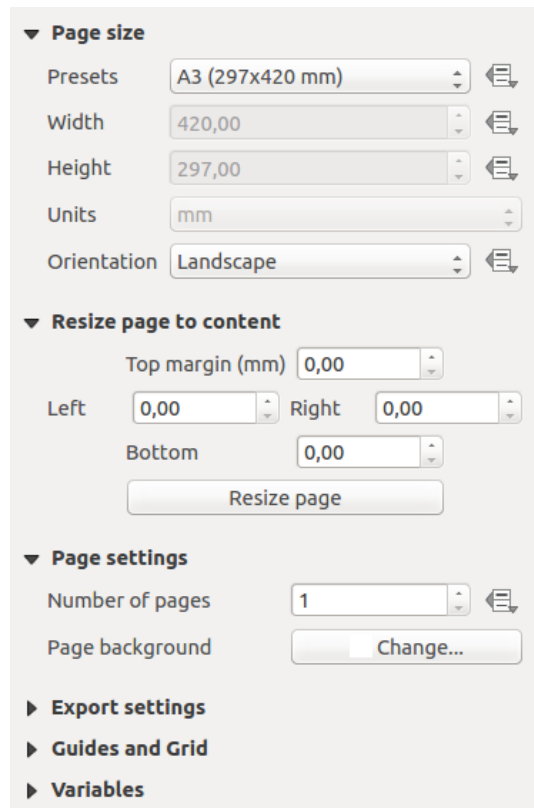 Page size
Presets A3 (297x420 mm)
Width 420,00
Height 297,00
Units mm
Orientation Landscape
Resize page to content
Top margin (mm) 0,00
Left 0,00 Right 0,00
Bottom 0,00
Resize page
Page settings
Number of pages 1
Page background Change...
Export settings
Guides and Grid
Variables